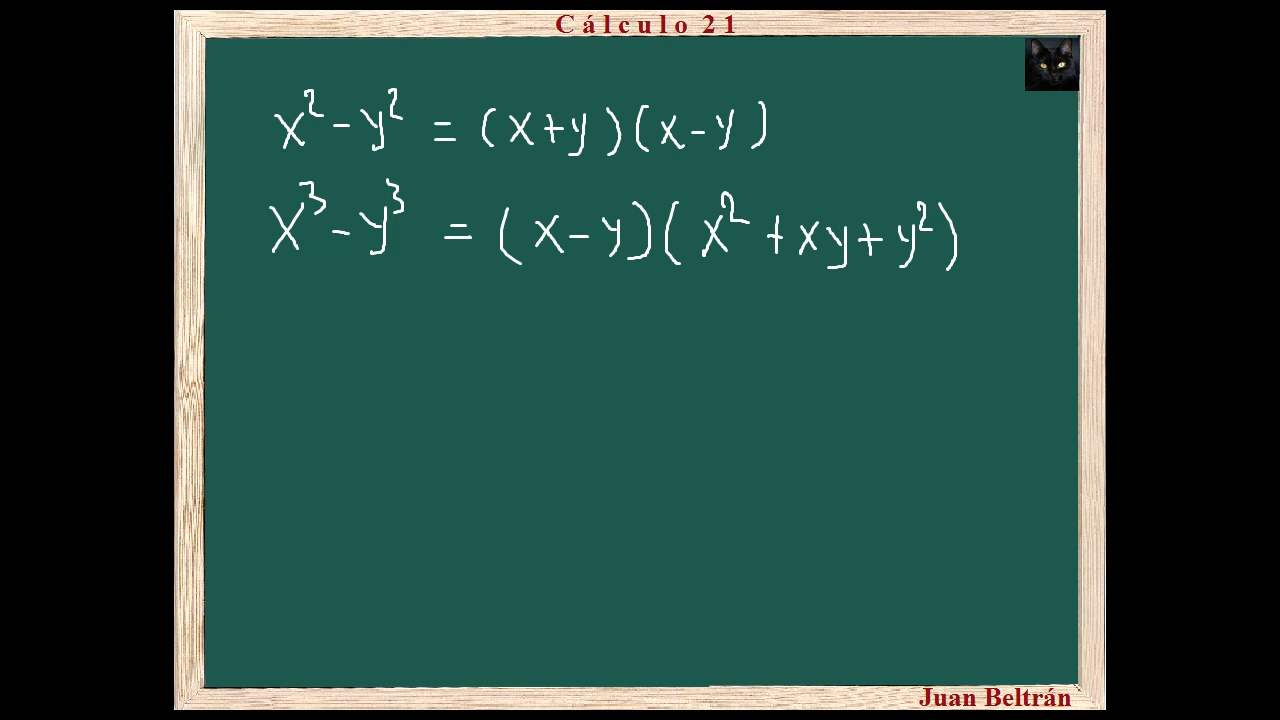 Cálculo 21
x² - y² = (x+y)(x-y)
x³ - y³ = (x-y)(x² + xy + y²)
Juan Beltrán